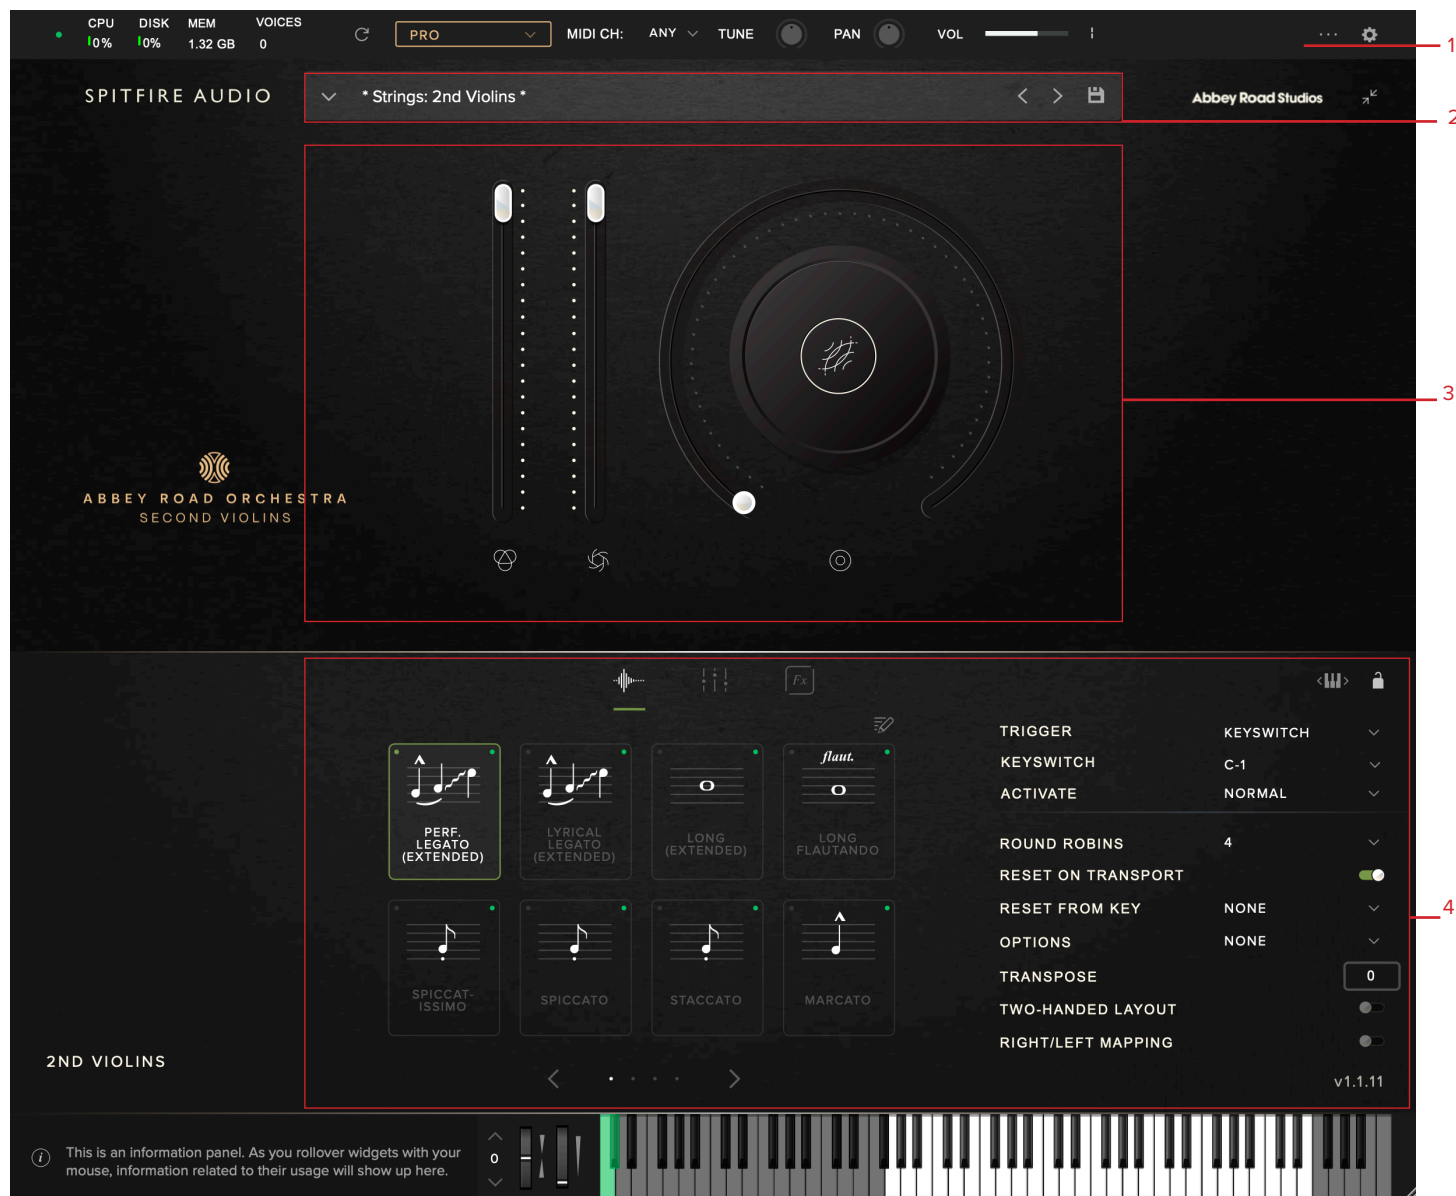 CPU DISK MEM VOICES
0% 0% 1.32 GB 0
PRO
MIDI CH: ANY TUNE PAN VOL
1
SPITFIRE AUDIO
* Strings: 2nd Violins *
Abbey Road Studios
2
3
ABBEY ROAD ORCHESTRA
SECOND VIOLINS
Fx
PERF.
LEGATO
(EXTENDED)
LYRICAL
LEGATO
(EXTENDED)
LONG
(EXTENDED)
flaut.
LONG
FLAUTANDO
SPICCAT-
ISSIMO
SPICCATO
STACCATO
MARCATO
TRIGGER KEYSWITCH
KEYSWITCH C-1
ACTIVATE NORMAL
ROUND ROBINS 4
RESET ON TRANSPORT
RESET FROM KEY NONE
OPTIONS NONE
TRANSPOSE 0
TWO-HANDED LAYOUT
RIGHT/LEFT MAPPING
4
2ND VIOLINS
v1.1.11
i
This is an information panel. As you rollover widgets with your
mouse, information related to their usage will show up here.
0